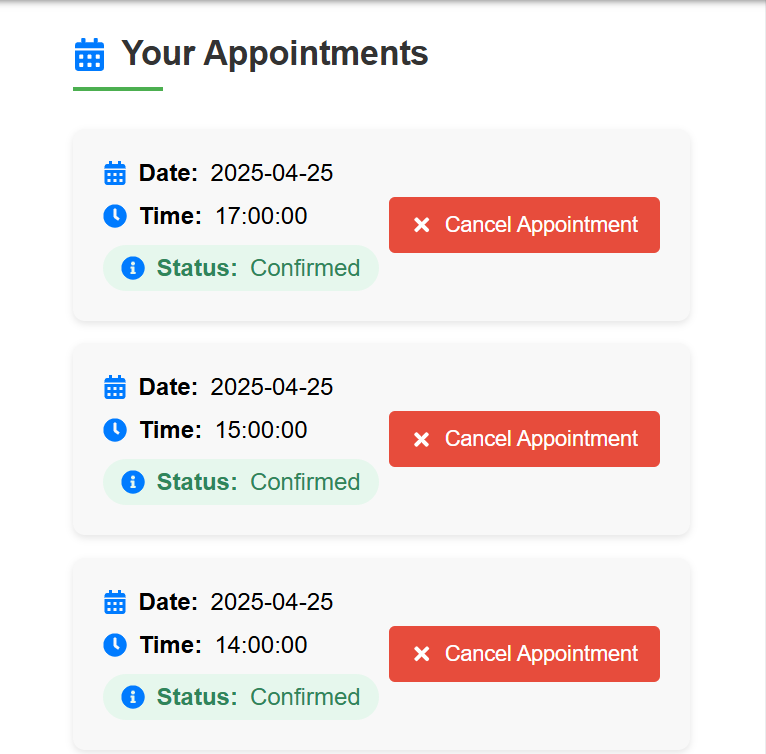 Your Appointments
Date: 2025-04-25
Time: 17:00:00
Cancel Appointment
Status: Confirmed
Date: 2025-04-25
Time: 15:00:00
Cancel Appointment
Status: Confirmed
Date: 2025-04-25
Time: 14:00:00
Cancel Appointment
Status: Confirmed